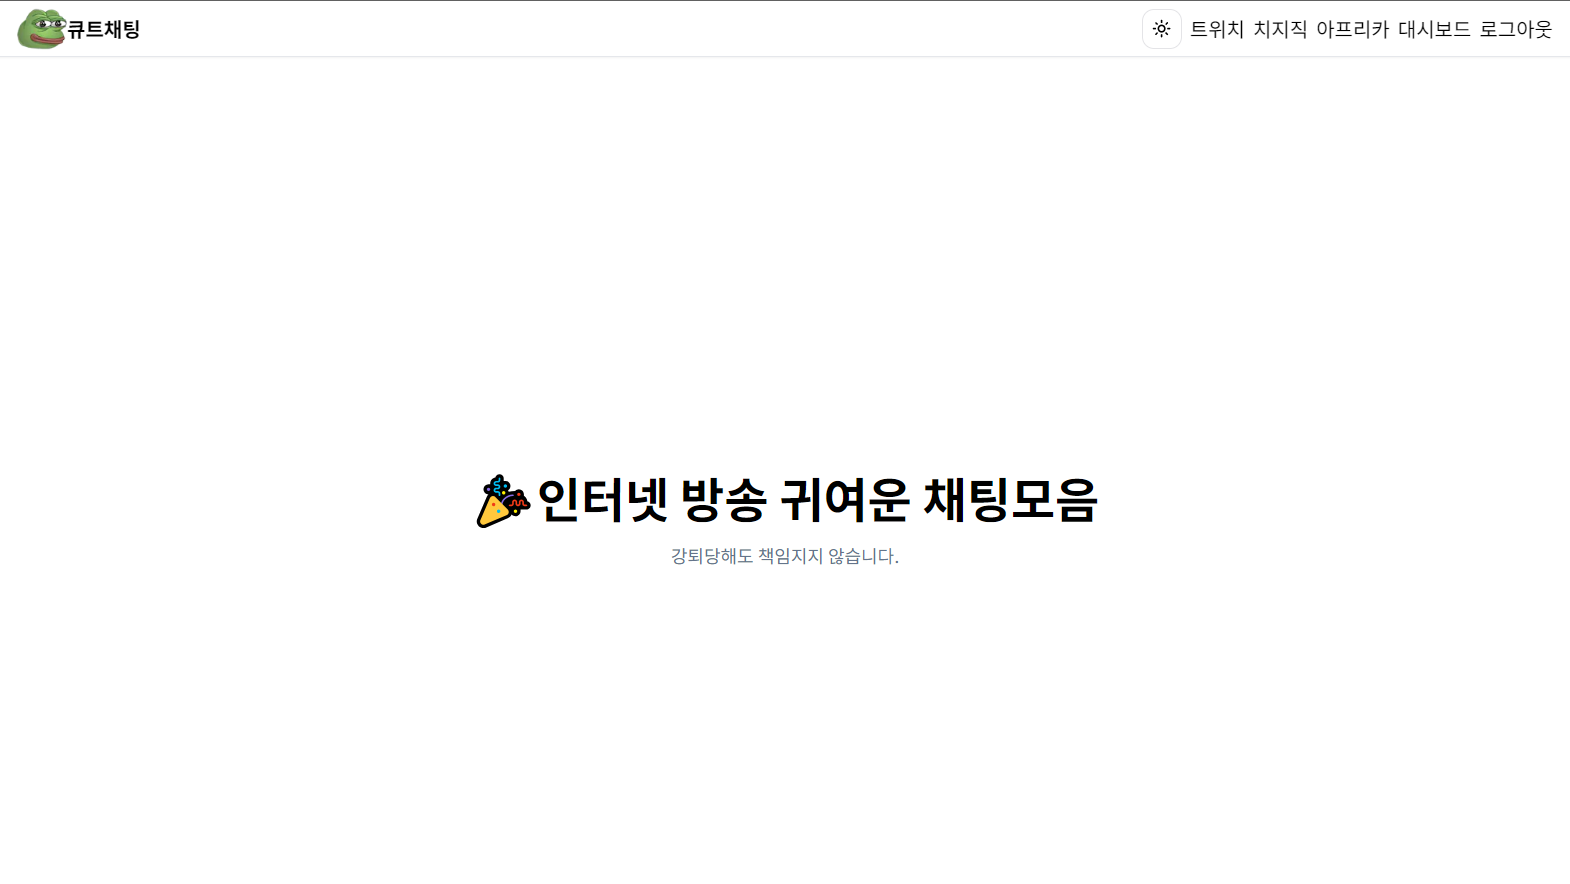 큐트채팅
트위치 치지직 아프리카 대시보드 로그아웃
🎉 인터넷 방송 귀여운 채팅모음
강퇴당해도 책임지지 않습니다.